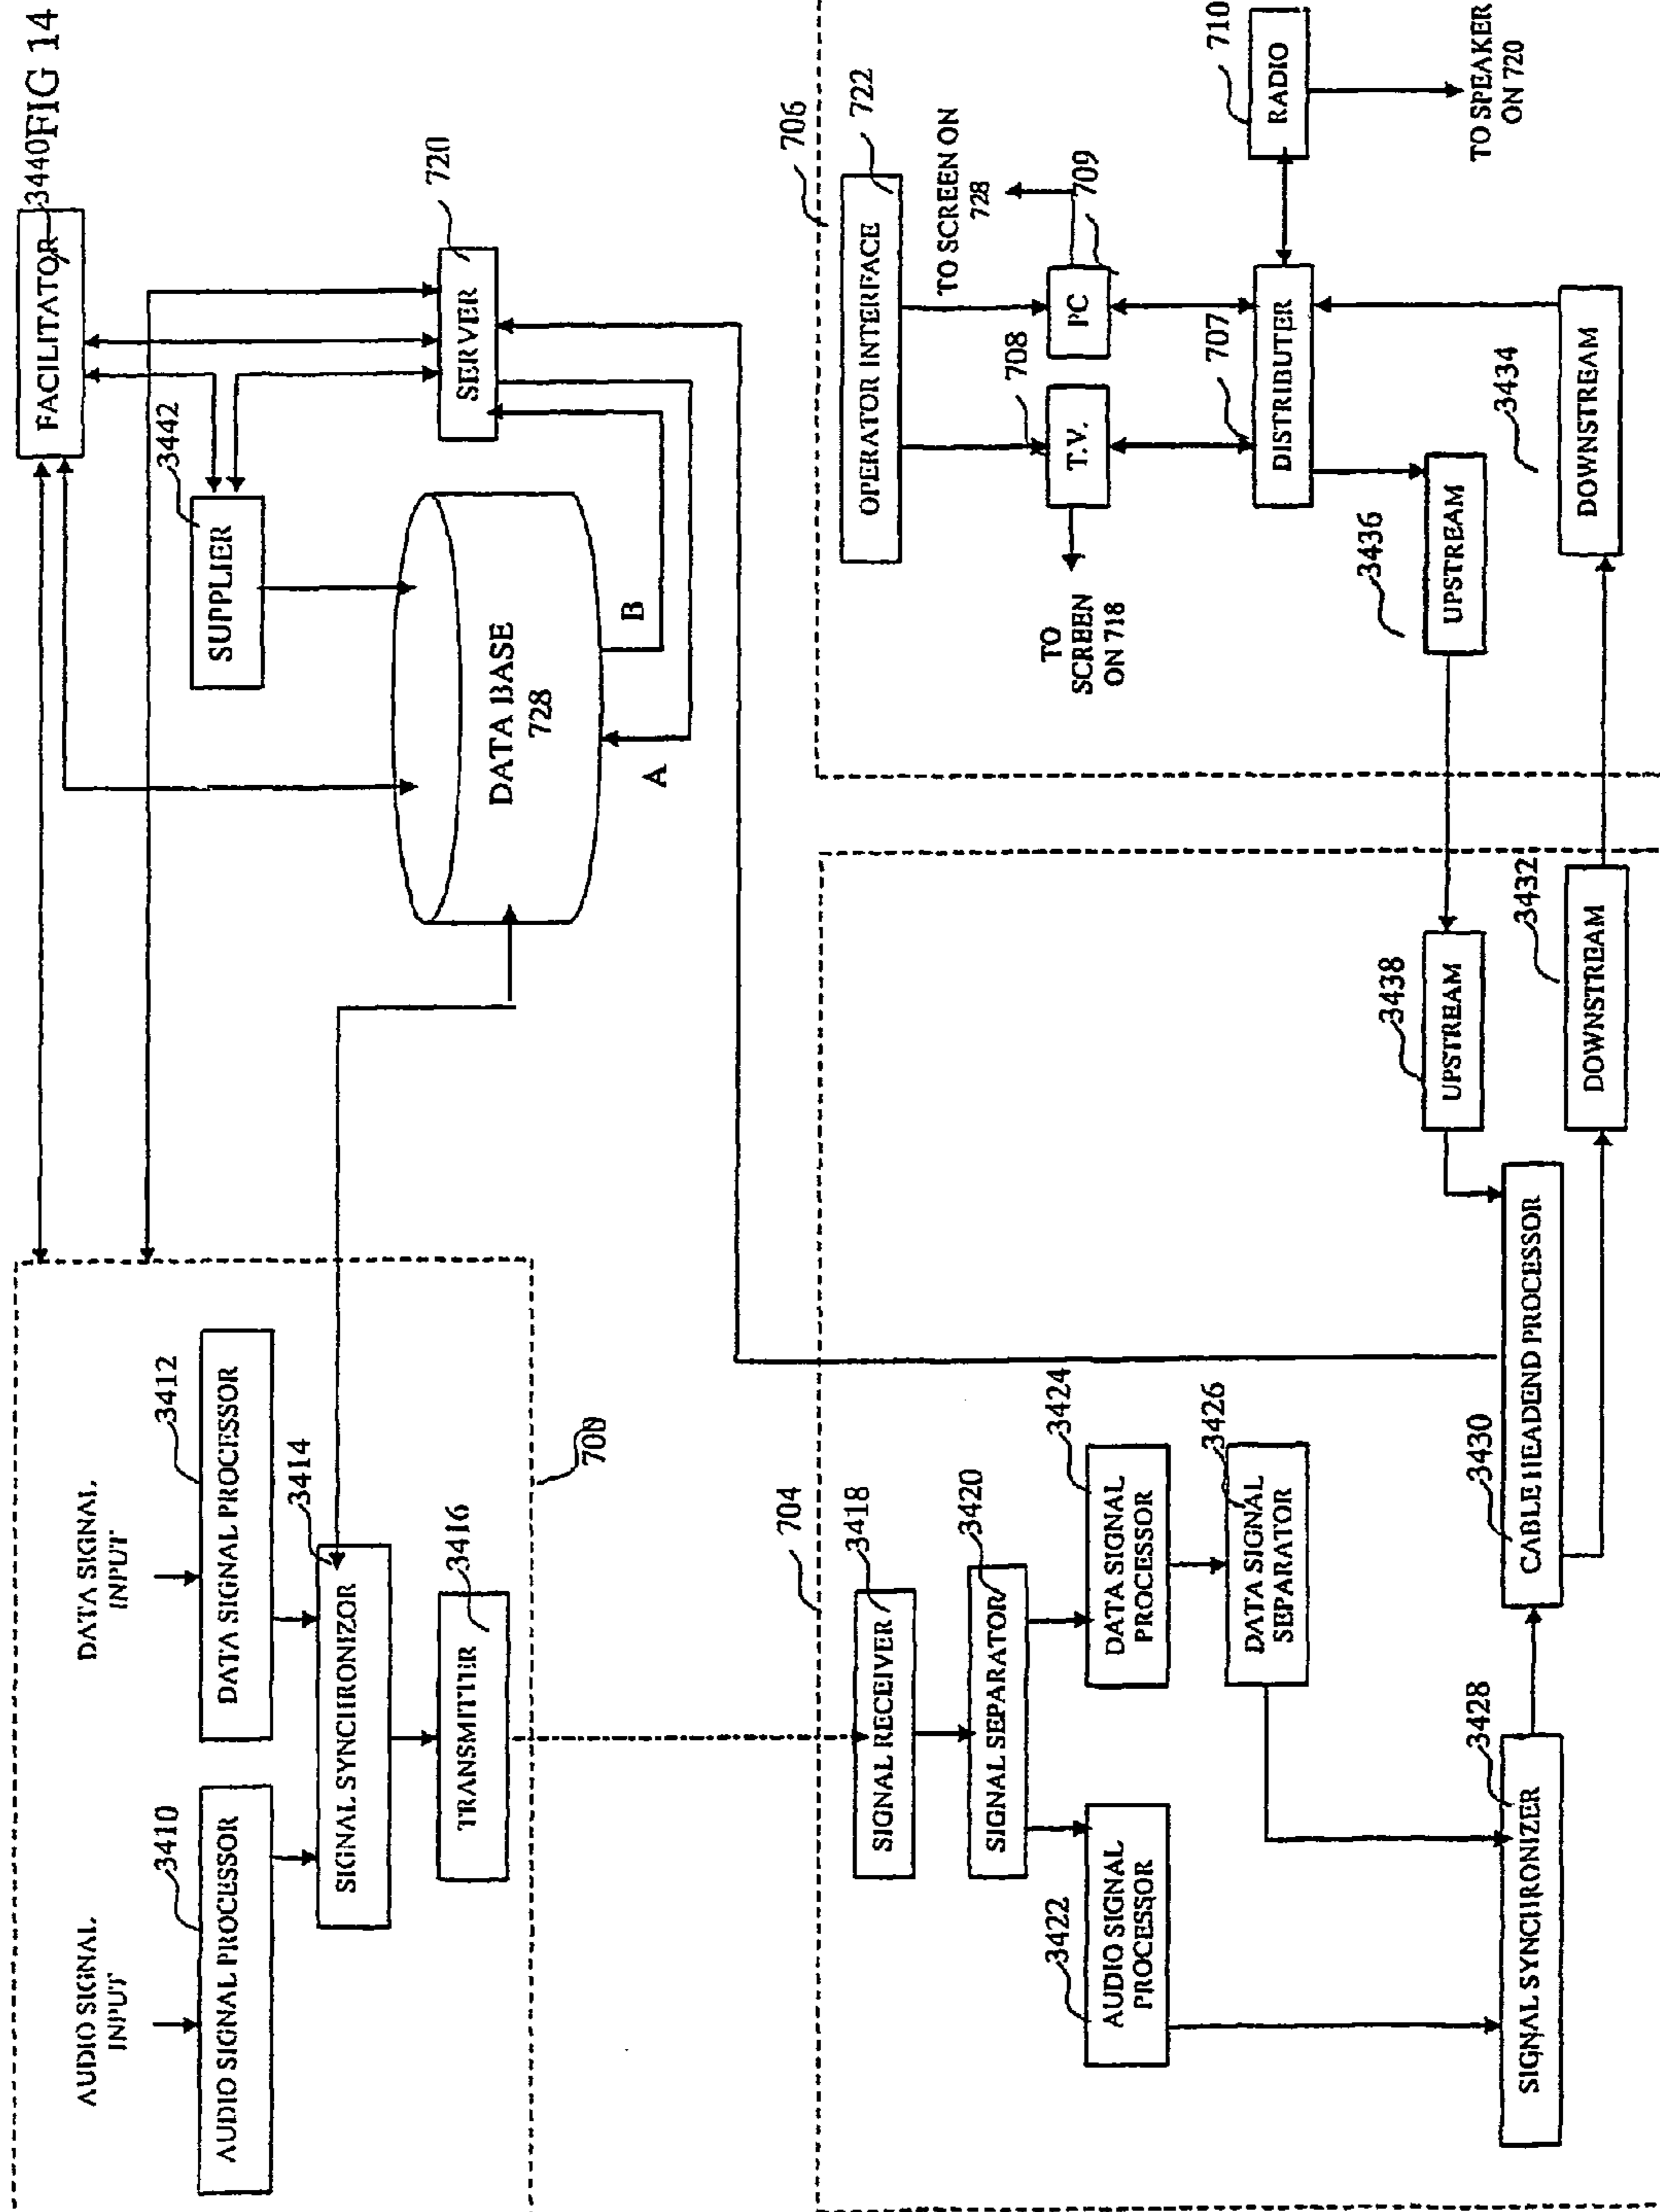 FIG 14
AUDIO SIGNAL
INPUT
DATA SIGNAL
INPUT
3410
AUDIO SIGNAL PROCESSOR
3412
DATA SIGNAL PROCESSOR
3414
SIGNAL SYNCHRONIZOR
3416
TRANSMITTER
700
3440
FACILITATOR
3442
SUPPLIER
720
SERVER
DATA BASE
728
A
B
704
3418
SIGNAL RECEIVER
3420
SIGNAL SEPARATOR
3422
AUDIO SIGNAL
PROCESSOR
3424
DATA SIGNAL
PROCESSOR
3426
DATA SIGNAL
SEPARATOR
3428
SIGNAL SYNCHRONIZER
3430
CABLE HEADEND PROCESSOR
3438
UPSTREAM
3432
DOWNSTREAM
706
OPERATOR INTERFACE
722
TO SCREEN ON
728
708
T.V.
709
PC
TO
SCREEN
ON 718
707
DISTRIBUTER
710
RADIO
TO SPEAKER
ON 720
3436
UPSTREAM
3434
DOWNSTREAM